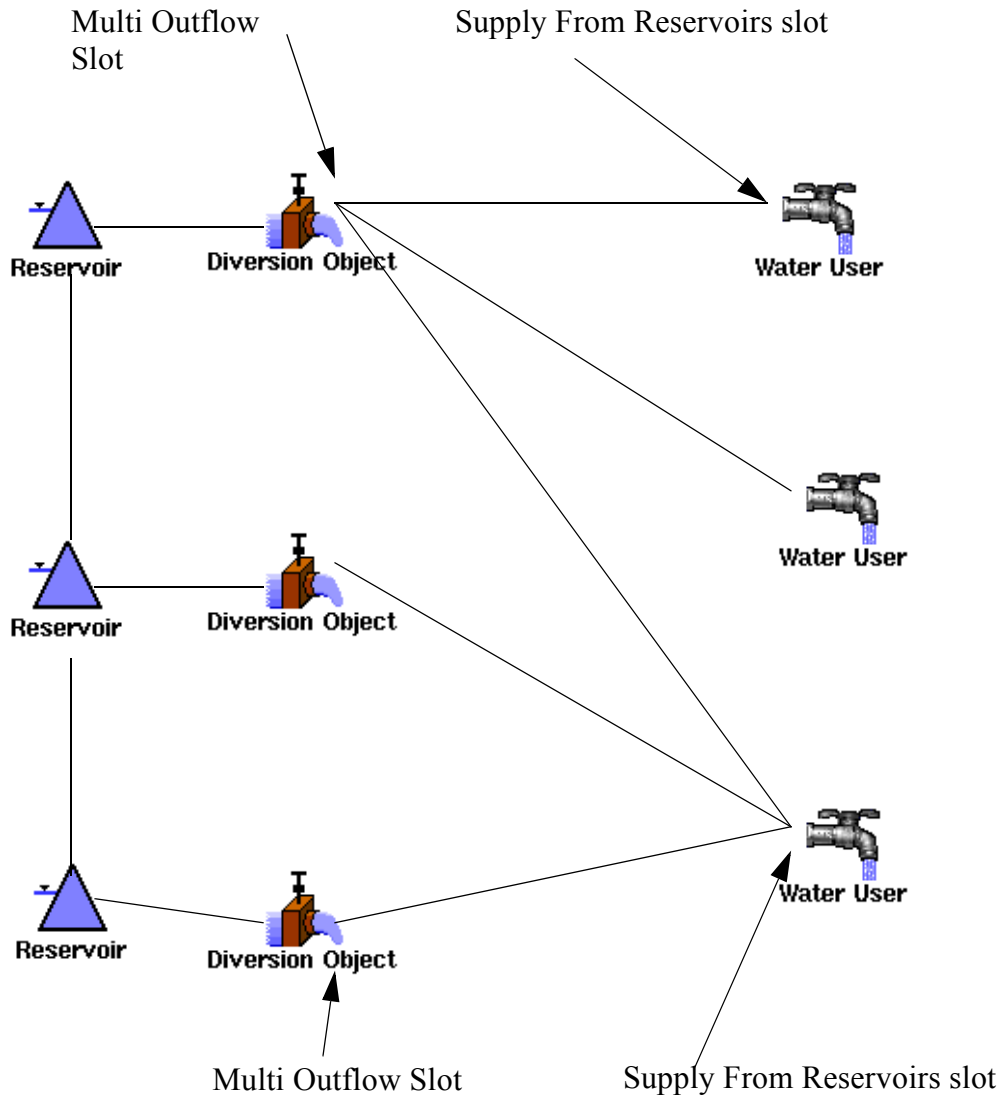 Multi Outflow
Slot
Supply From Reservoirs slot
Reservoir
Diversion Object
Water User
Water User
Reservoir
Diversion Object
Water User
Reservoir
Diversion Object
Multi Outflow Slot
Supply From Reservoirs slot